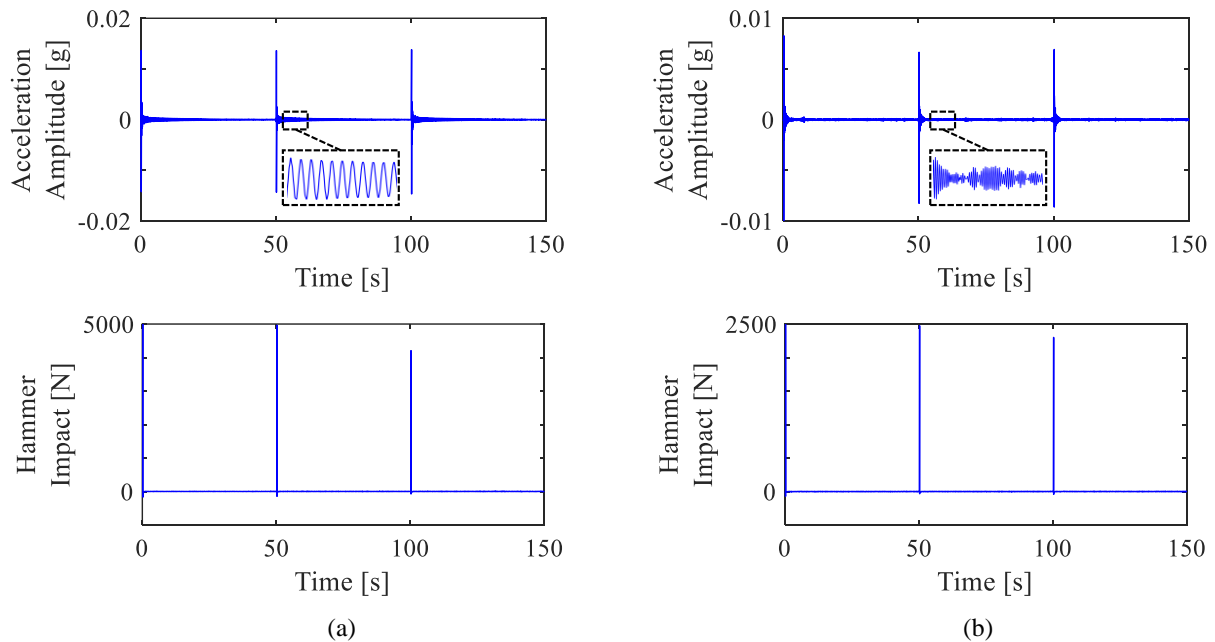 0.02
0
-0.02
Acceleration
Amplitude [g]
0 50 100 150
Time [s]
0.01
0
-0.01
Acceleration
Amplitude [g]
0 50 100 150
Time [s]
5000
0
Hammer
Impact [N]
0 50 100 150
Time [s]
(a)
2500
0
Hammer
Impact [N]
0 50 100 150
Time [s]
(b)